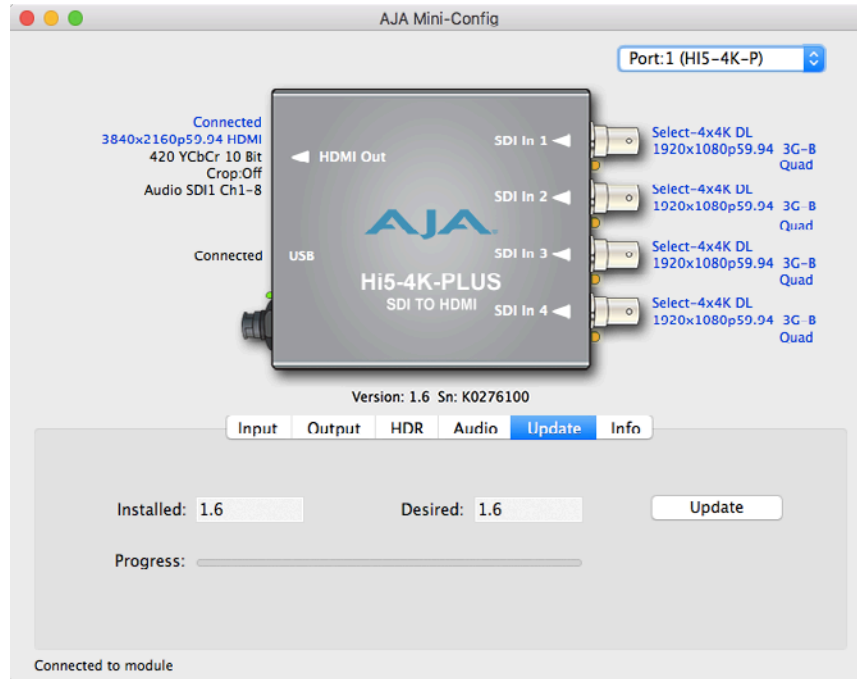 AJA Mini-Config
Port:1 (HI5-4K-P)
Connected
3840x2160p59.94 HDMI
420 YCbCr 10 Bit
Crop:Off
Audio SDI1 Ch1-8
Connected
HDMI Out
USB
SDI In 1
SDI In 2
SDI In 3
SDI In 4
AJA
Hi5-4K-PLUS
SDI TO HDMI
Select-4x4K DL
1920x1080p59.94 3G-B
Quad
Select-4x4K DL
1920x1080p59.94 3G-B
Quad
Select-4x4K DL
1920x1080p59.94 3G-B
Quad
Select-4x4K DL
1920x1080p59.94 3G-B
Quad
Version: 1.6 Sn: K0276100
Input Output HDR Audio Update Info
Installed: 1.6 Desired: 1.6 Update
Progress:
Connected to module